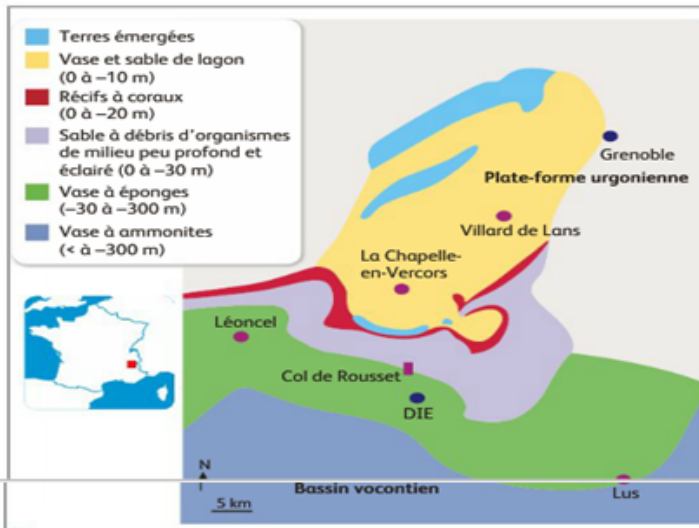 Terres émergées
Vase et sable de lagon
(0 à –10 m)
Récifs à coraux
(0 à –20 m)
Sable à débris d'organismes
de milieu peu profond et
éclairé (0 à –30 m)
Vase à éponges
(–30 à –300 m)
Vase à ammonites
(< à –300 m)
Grenoble
Plate-forme urgonienne
Villard de Lans
La Chapelle-
en-Vercors
Léoncel
Col de Rousset
DIE
N
5 km
Bassin vocontien
Lus